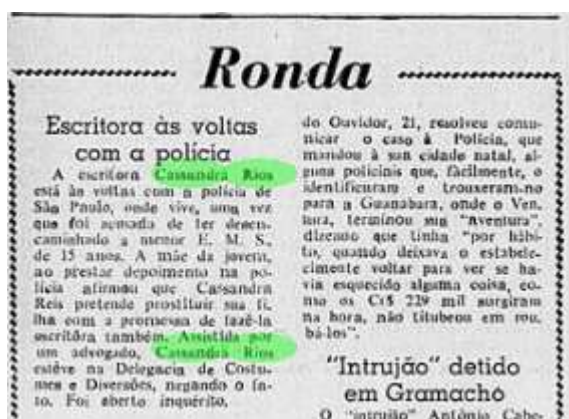 Ronda
Escritora às voltas
com a polícia
A escritora Cassandra Rios
está às voltas com a polícia de
São Paulo, onde vive, uma vez
que foi acusada de ter desen-
caminhado a menor E. M. S.,
de 15 anos. A mãe da jovem,
ao prestar depoimento na po-
lícia afirmou que Cassandra
Reis pretende prostituir sua fi-
lha com a promessa de fazê-la
escritôra também. Assistida por
um advogado, Cassandra Rios
estêve na Delegacia de Costu-
mes e Diversões, negando o fa-
to. Foi aberto inquérito.
do Ouvidor, 21, resolveu comu-
nicar o caso à Polícia, que
mandou à sua cidade natal, al-
guns policiais que, fàcilmente, o
identificaram e trouxeram-no
para a Guanabara, onde o Ven-
tura, terminou sua "aventura",
dizendo que tinha "por hábi-
to, quando deixava o estabele-
cimento voltar para ver se ha-
via esquecido alguma coisa, co-
mo os Cr$ 229 mil surgiram
na hora, não titubeou em rou-
bá-los".
"Intrujão" detido
em Gramacho
O "intrujão" Antônio Cabo-